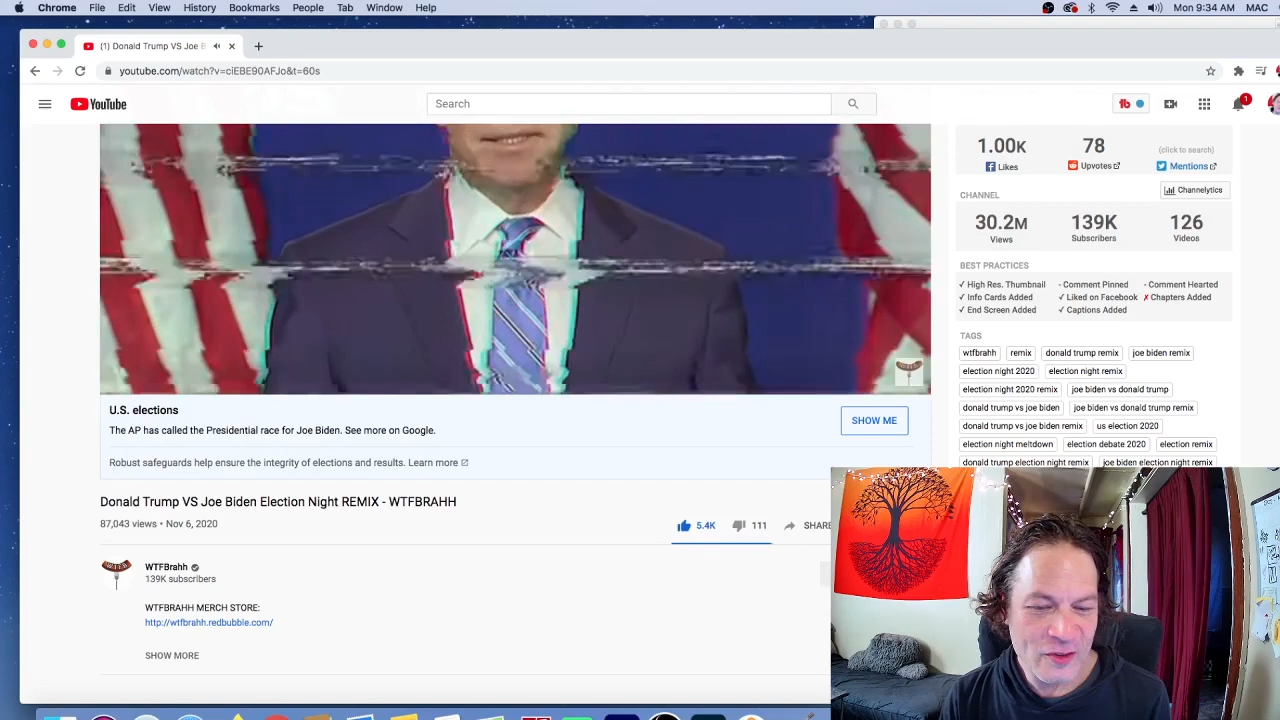 Chrome File Edit View History Bookmarks People Tab Window Help Mon 9:34 AM MAC
(1) Donald Trump VS Joe B
youtube.com/watch?v=ciEBE90AFJo&t=60s
YouTube
Search
tb
1
1.00K 78 (click to search)
Likes Upvotes Mentions
CHANNEL Channelytics
30.2M 139K 126
Views Subscribers Videos
BEST PRACTICES
✓ High Res. Thumbnail - Comment Pinned - Comment Hearted
✓ Info Cards Added ✓ Liked on Facebook ✗ Chapters Added
✓ End Screen Added ✓ Captions Added
TAGS
wtfbrahh remix donald trump remix joe biden remix
election night 2020 election night remix
election night 2020 remix joe biden vs donald trump
donald trump vs joe biden joe biden vs donald trump remix
donald trump vs joe biden remix us election 2020
election night meltdown election debate 2020 election remix
donald trump election night remix joe biden election night remix
U.S. elections
The AP has called the Presidential race for Joe Biden. See more on Google.
SHOW ME
Robust safeguards help ensure the integrity of elections and results. Learn more
Donald Trump VS Joe Biden Election Night REMIX - WTFBRAHH
87,043 views • Nov 6, 2020
5.4K 111 SHARE
WTFBrahh
139K subscribers
WTFBRAHH MERCH STORE:
http://wtfbrahh.redbubble.com/
SHOW MORE